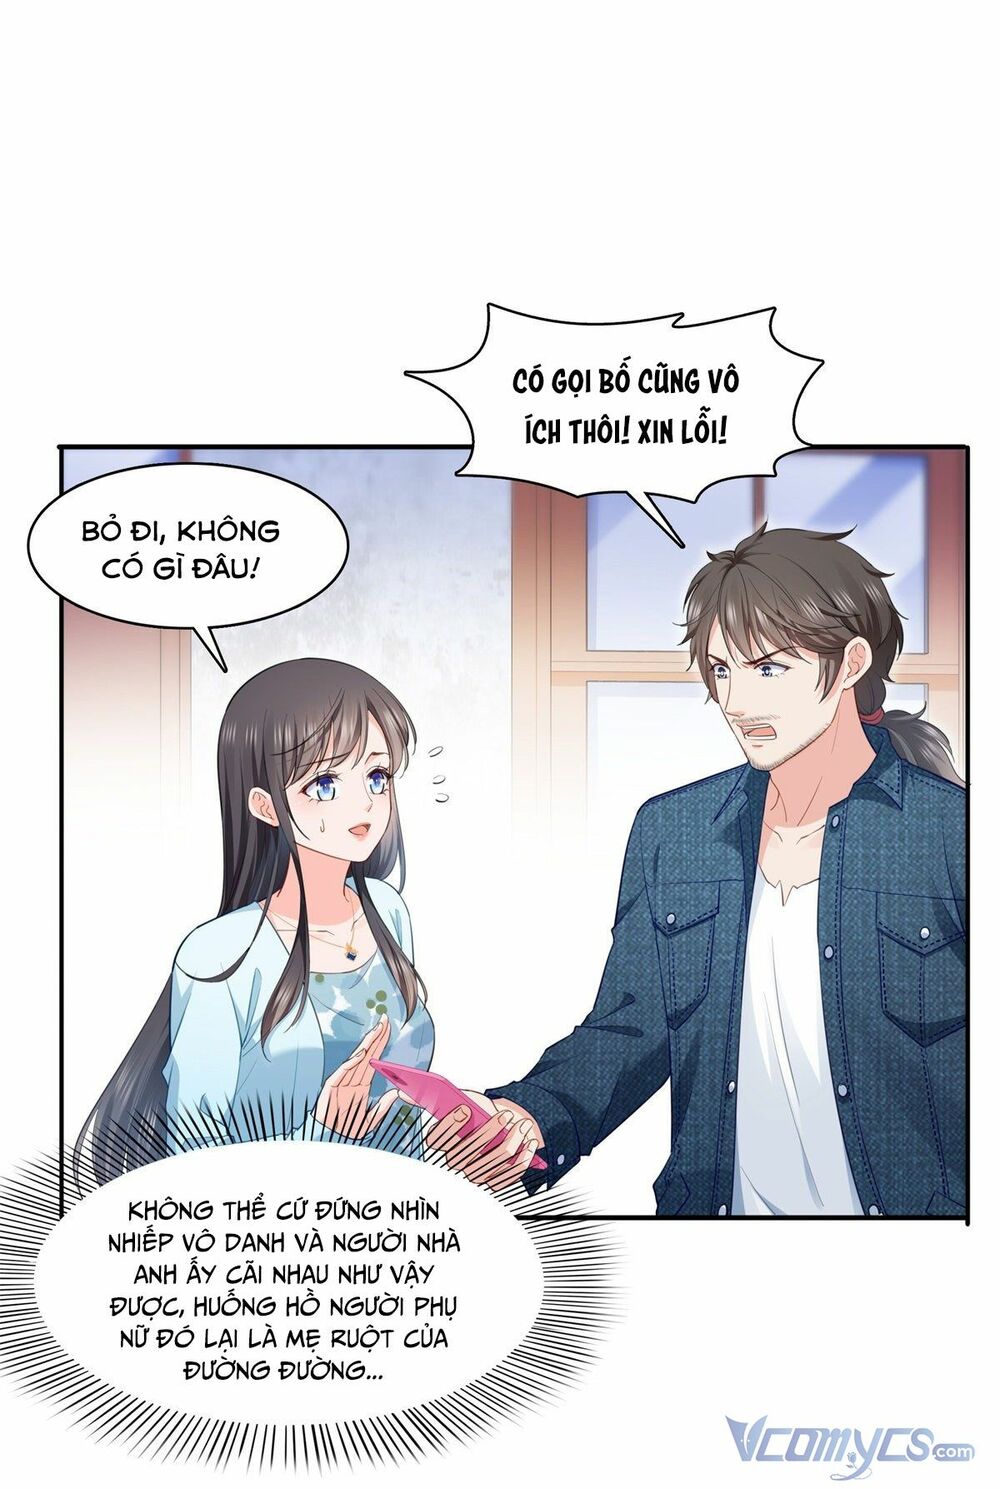 CÓ GỌI BỐ CŨNG VÔ
ÍCH THÔI! XIN LỖI!
BỎ ĐI, KHÔNG
CÓ GÌ ĐÂU!
KHÔNG THỂ CỨ ĐỨNG NHÌN
NHIẾP VÔ DANH VÀ NGƯỜI NHÀ
ANH ẤY CÃI NHAU NHƯ VẬY
ĐƯỢC, HUỐNG HỒ NGƯỜI PHỤ
NỮ ĐÓ LẠI LÀ MẸ RUỘT CỦA
ĐƯỜNG ĐƯỜNG...
VCOMYCS.com